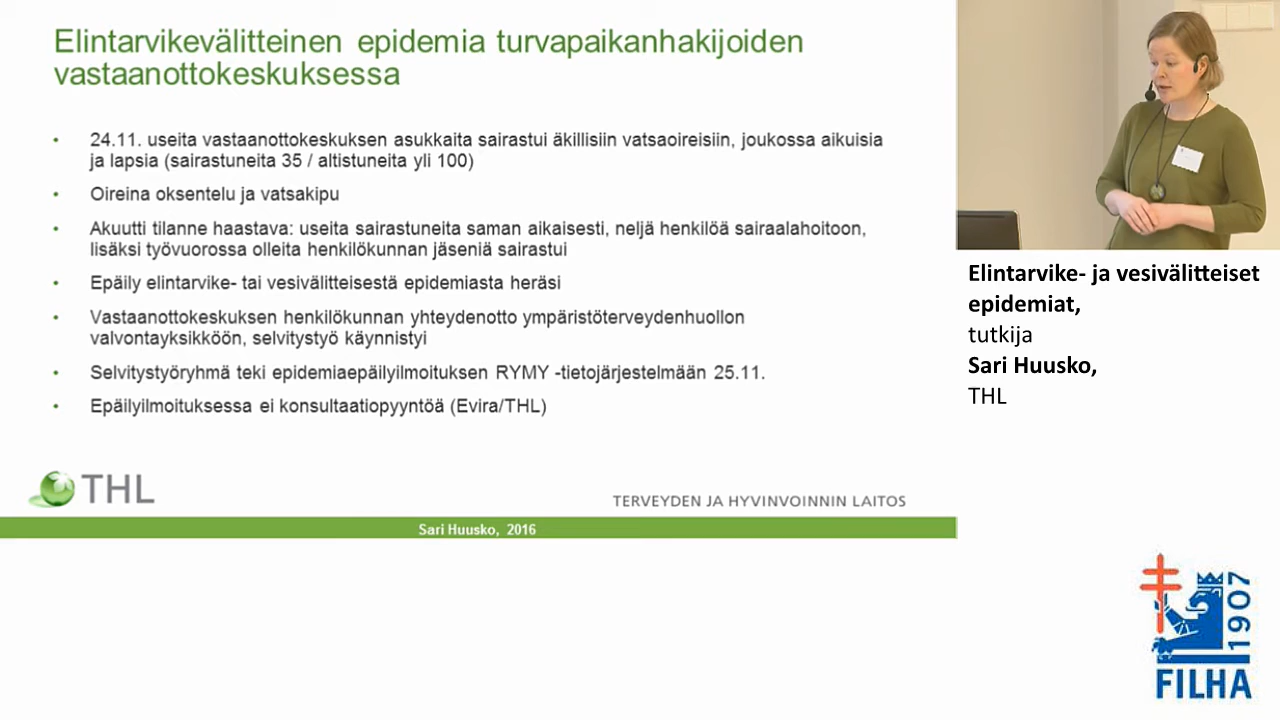 Elintarvikevälitteinen epidemia turvapaikanhakijoiden
vastaanottokeskuksessa
• 24.11. useita vastaanottokeskuksen asukkaita sairastui äkillisiin vatsaoireisiin, joukossa aikuisia
ja lapsia (sairastuneita 35 / altistuneita yli 100)
• Oireina oksentelu ja vatsakipu
• Akuutti tilanne haastava: useita sairastuneita saman aikaisesti, neljä henkilöä sairaalahoitoon,
lisäksi työvuorossa olleita henkilökunnan jäseniä sairastui
• Epäily elintarvike- tai vesivälitteisestä epidemiasta heräsi
• Vastaanottokeskuksen henkilökunnan yhteydenotto ympäristöterveydenhuollon
valvontayksikköön, selvitystyö käynnistyi
• Selvitystyöryhmä teki epidemiaepäilyilmoituksen RYMY -tietojärjestelmään 25.11.
• Epäilyilmoituksessa ei konsultaatiopyyntöä (Evira/THL)
THL
TERVEYDEN JA HYVINVOINNIN LAITOS
Sari Huusko, 2016
Elintarvike- ja vesivälitteiset
epidemiat,
tutkija
Sari Huusko,
THL
1907
FILHA